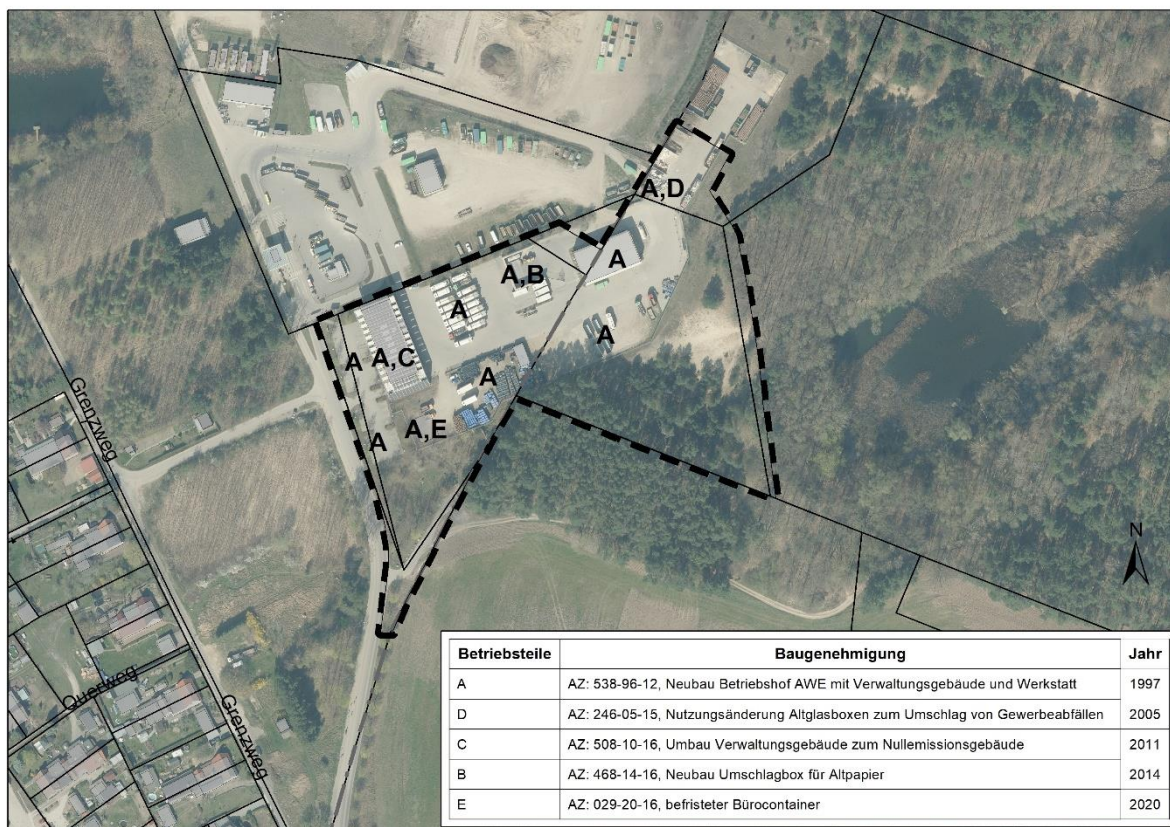 A,D
A
A,B
A
A
A
A,C
A
A,E
A
Grenzweg
N
Querweg
Grenzweg
Betriebsteile Baugenehmigung Jahr
A AZ: 538-96-12, Neubau Betriebshof AWE mit Verwaltungsgebäude und Werkstatt 1997
D AZ: 246-05-15, Nutzungsänderung Altglasboxen zum Umschlag von Gewerbeabfällen 2005
C AZ: 508-10-16, Umbau Verwaltungsgebäude zum Nullemissionsgebäude 2011
B AZ: 468-14-16, Neubau Umschlagbox für Altpapier 2014
E AZ: 029-20-16, befristeter Bürocontainer 2020